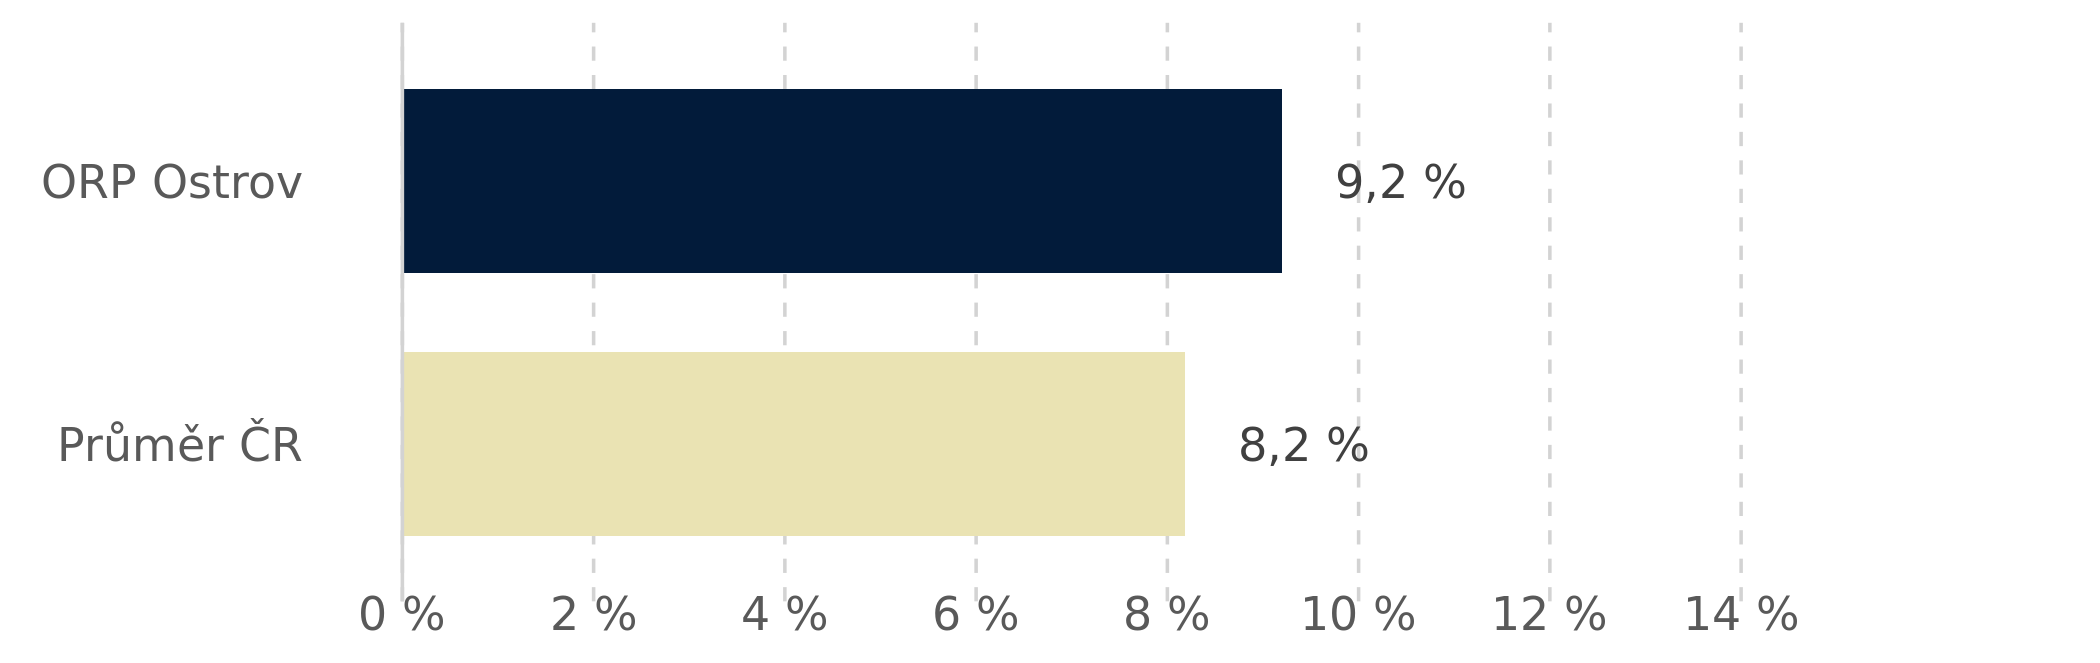 ORP Ostrov
9,2 %
Průměr ČR
8,2 %
0 % 2 % 4 % 6 % 8 % 10 % 12 % 14 %